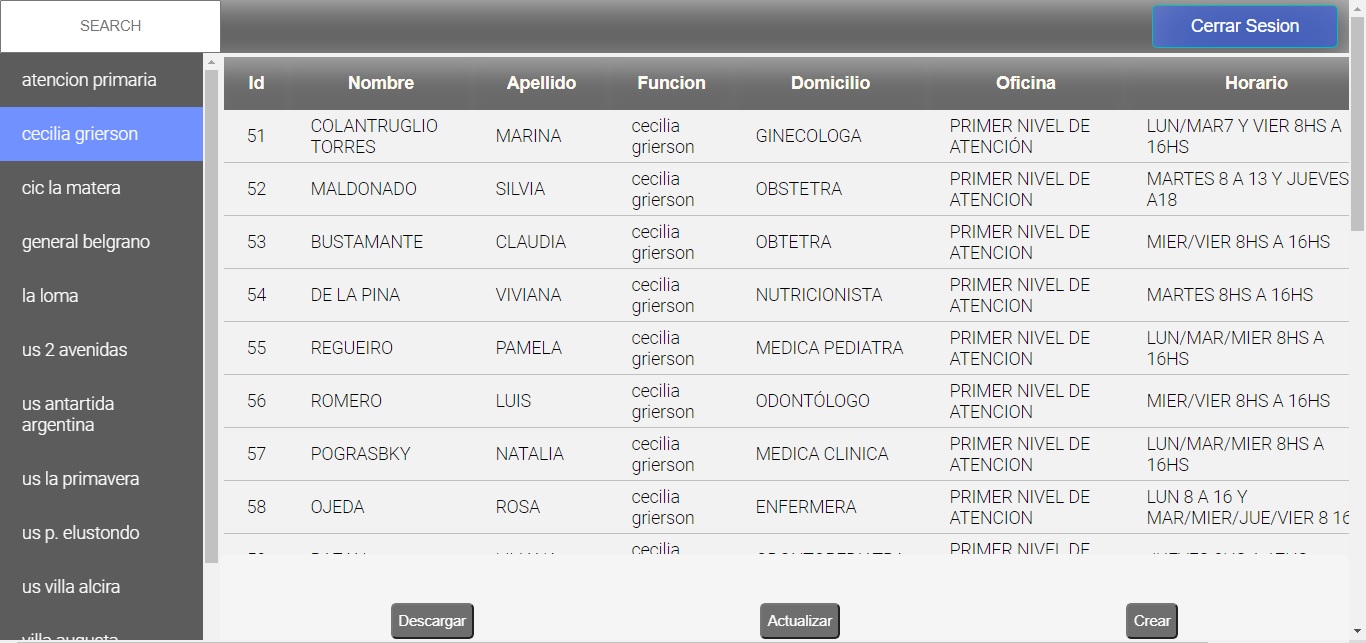 SEARCH
Cerrar Sesion
atencion primaria
cecilia grierson
cic la matera
general belgrano
la loma
us 2 avenidas
us antartida
argentina
us la primavera
us p. elustondo
us villa alcira
villa augusta
Id Nombre Apellido Funcion Domicilio Oficina Horario
51 COLANTRUGLIO TORRES MARINA cecilia grierson GINECOLOGA PRIMER NIVEL DE ATENCIÓN LUN/MAR7 Y VIER 8HS A 16HS
52 MALDONADO SILVIA cecilia grierson OBSTETRA PRIMER NIVEL DE ATENCION MARTES 8 A 13 Y JUEVES A18
53 BUSTAMANTE CLAUDIA cecilia grierson OBTETRA PRIMER NIVEL DE ATENCION MIER/VIER 8HS A 16HS
54 DE LA PINA VIVIANA cecilia grierson NUTRICIONISTA PRIMER NIVEL DE ATENCION MARTES 8HS A 16HS
55 REGUEIRO PAMELA cecilia grierson MEDICA PEDIATRA PRIMER NIVEL DE ATENCION LUN/MAR/MIER 8HS A 16HS
56 ROMERO LUIS cecilia grierson ODONTÓLOGO PRIMER NIVEL DE ATENCION MIER/VIER 8HS A 16HS
57 POGRASBKY NATALIA cecilia grierson MEDICA CLINICA PRIMER NIVEL DE ATENCION LUN/MAR/MIER 8HS A 16HS
58 OJEDA ROSA cecilia grierson ENFERMERA PRIMER NIVEL DE ATENCION LUN 8 A 16 Y MAR/MIER/JUE/VIER 8 16
cecilia PRIMER NIVEL DE
Descargar Actualizar Crear